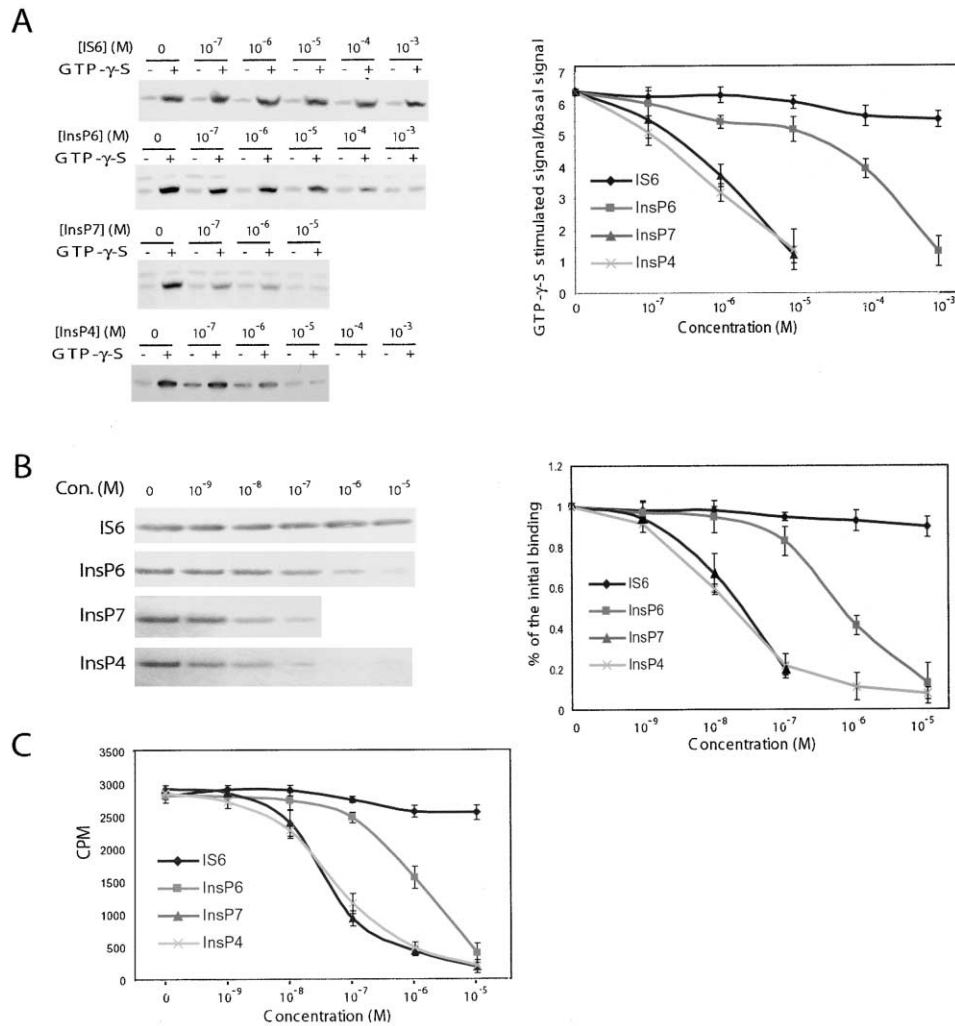 A
[IS6] (M) 0 10⁻⁷ 10⁻⁶ 10⁻⁵ 10⁻⁴ 10⁻³
GTP-γ-S - + - + - + - + - + - +
[InsP6] (M) 0 10⁻⁷ 10⁻⁶ 10⁻⁵ 10⁻⁴ 10⁻³
GTP-γ-S - + - + - + - + - + - +
[InsP7] (M) 0 10⁻⁷ 10⁻⁶ 10⁻⁵
GTP-γ-S - + - + - + - +
[InsP4] (M) 0 10⁻⁷ 10⁻⁶ 10⁻⁵ 10⁻⁴ 10⁻³
GTP-γ-S - + - + - + - + - + - +
GTP-γ-S stimulated signal/basal signal
7
6
5
4
3
2
1
0
IS6
InsP6
InsP7
InsP4
0 10⁻⁷ 10⁻⁶ 10⁻⁵ 10⁻⁴ 10⁻³
Concentration (M)
B
Con. (M) 0 10⁻⁹ 10⁻⁸ 10⁻⁷ 10⁻⁶ 10⁻⁵
IS6
InsP6
InsP7
InsP4
% of the initial binding
1.2
1
0.8
0.6
0.4
0.2
0
IS6
InsP6
InsP7
InsP4
0 10⁻⁹ 10⁻⁸ 10⁻⁷ 10⁻⁶ 10⁻⁵
Concentration (M)
C
CPM
3500
3000
2500
2000
1500
1000
500
0
IS6
InsP6
InsP7
InsP4
0 10⁻⁹ 10⁻⁸ 10⁻⁷ 10⁻⁶ 10⁻⁵
Concentration (M)